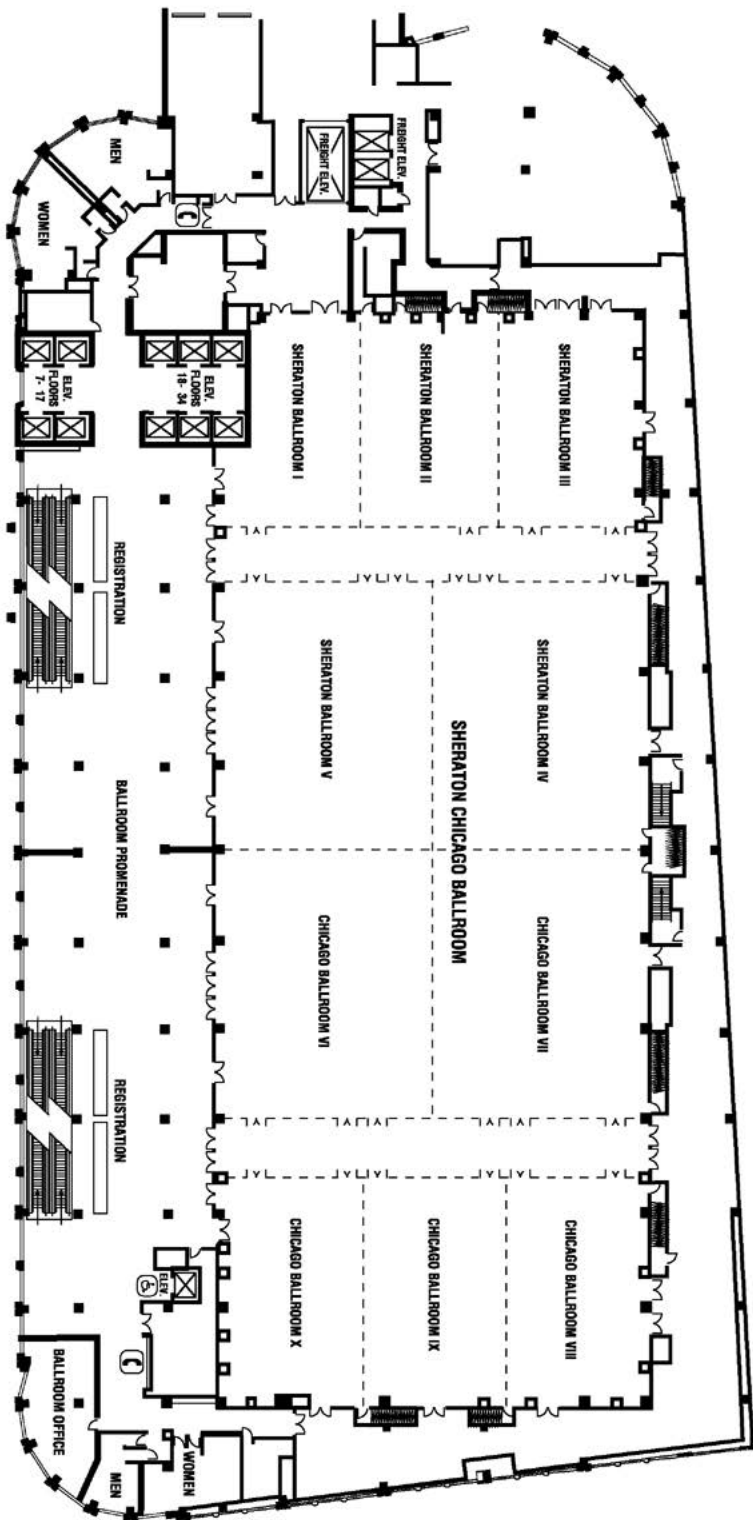 FREIGHT ELEV.
FREIGHT ELEV.
MEN
WOMEN
ELEV.
FLOORS
7- 17
ELEV.
FLOORS
18- 34
SHERATON BALLROOM I
SHERATON BALLROOM II
SHERATON BALLROOM III
REGISTRATION
SHERATON BALLROOM V
SHERATON BALLROOM IV
SHERATON CHICAGO BALLROOM
BALLROOM PROMENADE
CHICAGO BALLROOM VI
CHICAGO BALLROOM VII
REGISTRATION
CHICAGO BALLROOM X
CHICAGO BALLROOM IX
CHICAGO BALLROOM VIII
ELEV.
BALLROOM OFFICE
MEN
WOMEN